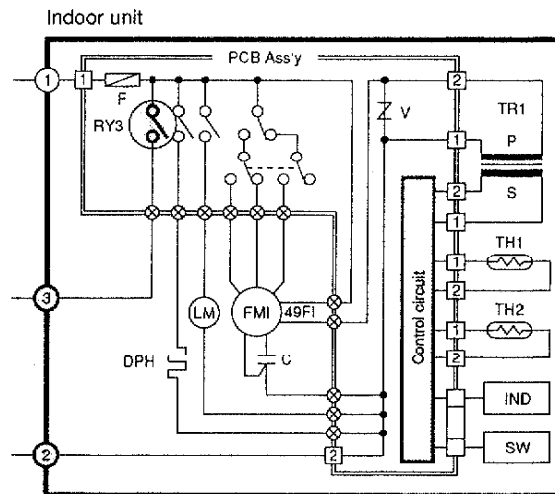 Indoor unit
PCB Ass'y
1
1
F
RY3
2
V
TR1
1
P
2
S
1
TH1
1
2
3
LM
FMI
49FI
Control circuit
TH2
1
2
DPH
C
IND
2
2
SW